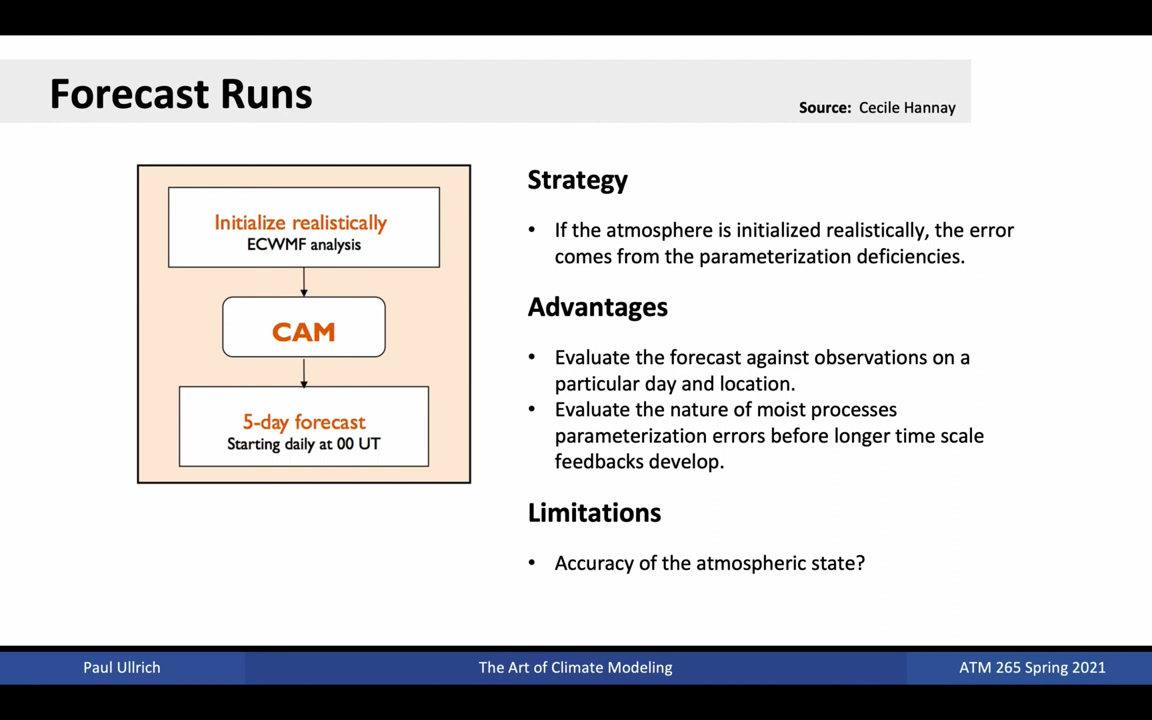 Forecast Runs
Source: Cecile Hannay
Initialize realistically
ECWMF analysis
CAM
5-day forecast
Starting daily at 00 UT
Strategy
• If the atmosphere is initialized realistically, the error
comes from the parameterization deficiencies.
Advantages
• Evaluate the forecast against observations on a
particular day and location.
• Evaluate the nature of moist processes
parameterization errors before longer time scale
feedbacks develop.
Limitations
• Accuracy of the atmospheric state?
Paul Ullrich
The Art of Climate Modeling
ATM 265 Spring 2021